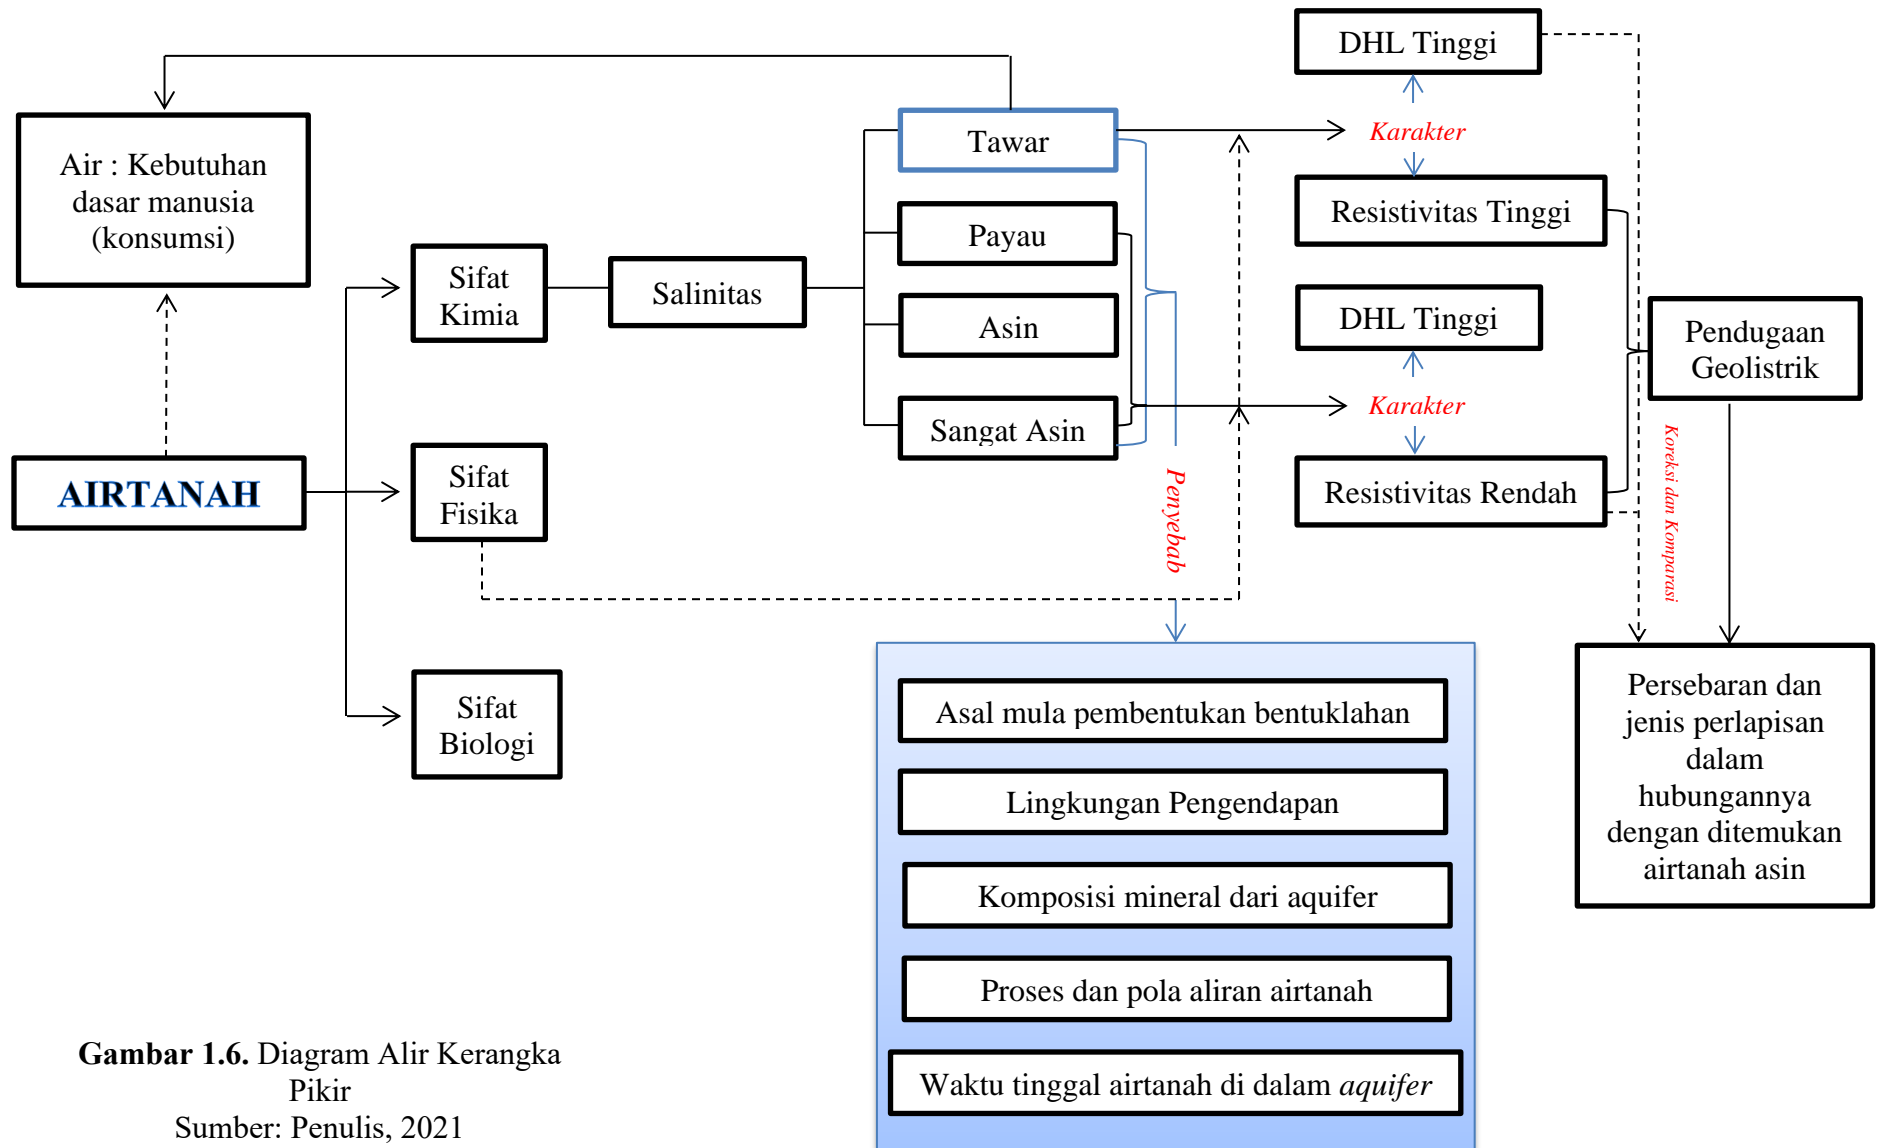 DHL Tinggi
Tawar
Karakter
Air : Kebutuhan
dasar manusia
(konsumsi)
Resistivitas Tinggi
Payau
Sifat
Kimia
Salinitas
Asin
DHL Tinggi
Pendugaan
Geolistrik
Karakter
Sangat Asin
AIRTANAH
Sifat
Fisika
Penyebab
Resistivitas Rendah
Koreksi dan Komparasi
Sifat
Biologi
Asal mula pembentukan bentuklahan
Lingkungan Pengendapan
Komposisi mineral dari aquifer
Proses dan pola aliran airtanah
Waktu tinggal airtanah di dalam aquifer
Persebaran dan
jenis perlapisan
dalam
hubungannya
dengan ditemukan
airtanah asin
Gambar 1.6. Diagram Alir Kerangka
Pikir
Sumber: Penulis, 2021